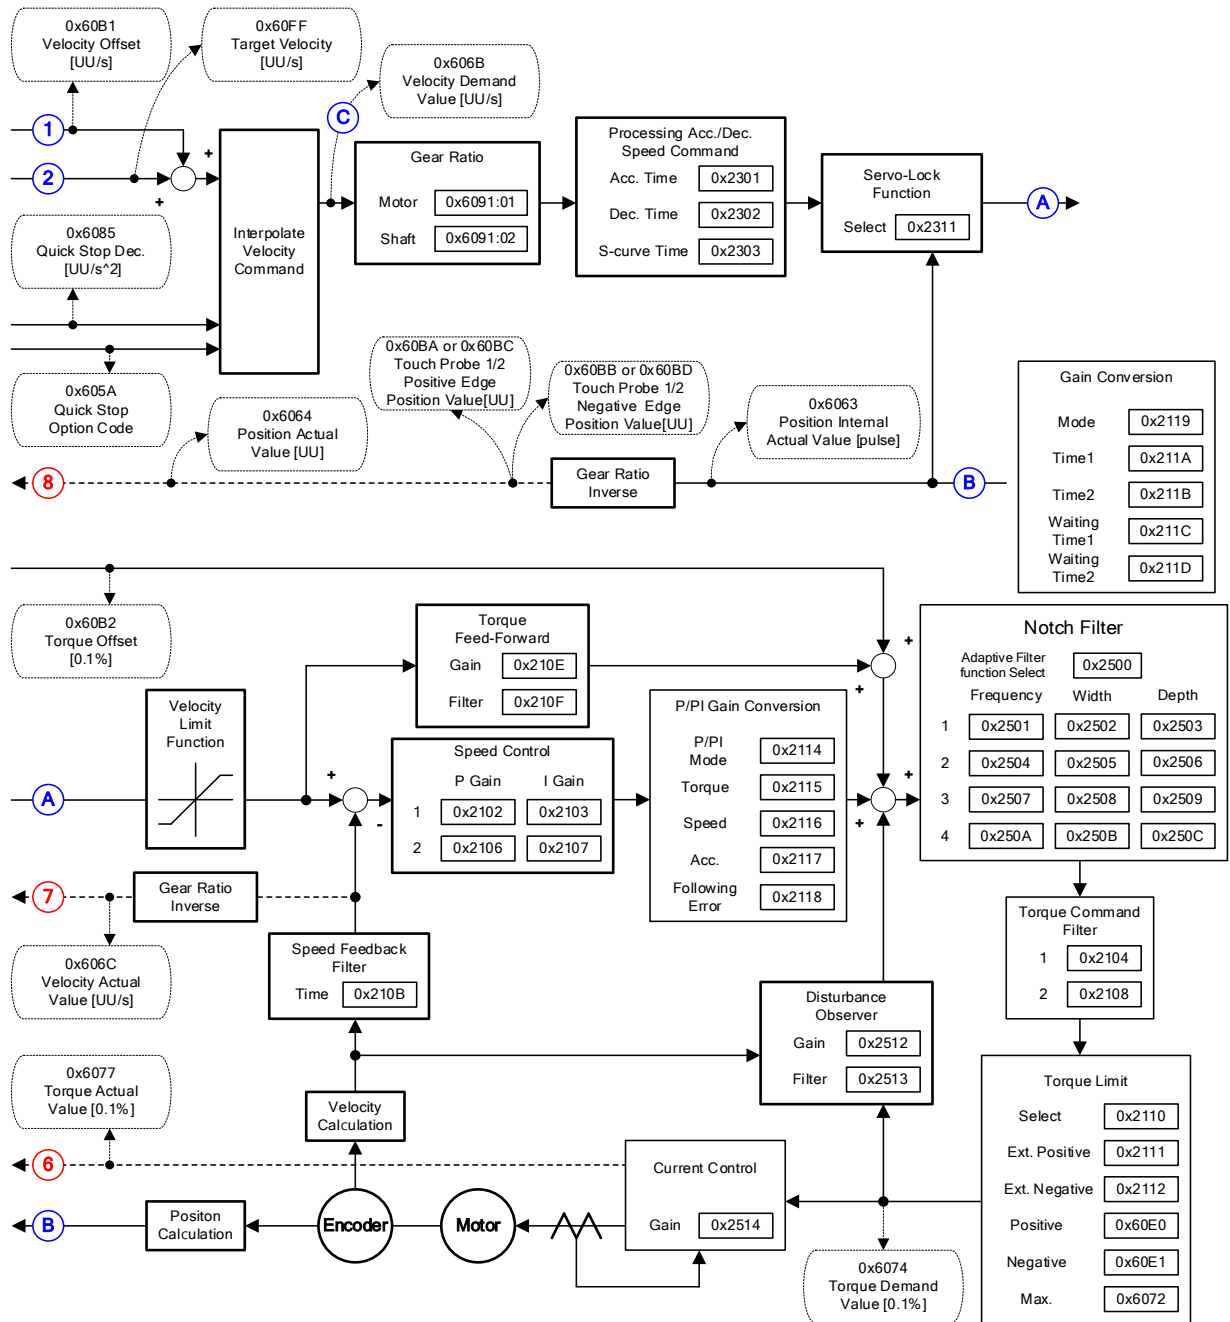 0x60B1
Velocity Offset
[UU/s]
0x60FF
Target Velocity
[UU/s]
0x606B
Velocity Demand
Value [UU/s]
1
C
2
+
+
Interpolate
Velocity
Command
Gear Ratio
Motor 0x6091:01
Shaft 0x6091:02
Processing Acc./Dec.
Speed Command
Acc. Time 0x2301
Dec. Time 0x2302
S-curve Time 0x2303
Servo-Lock
Function
Select 0x2311
A
0x6085
Quick Stop Dec.
[UU/s^2]
0x605A
Quick Stop
Option Code
0x6064
Position Actual
Value [UU]
0x60BA or 0x60BC
Touch Probe 1/2
Positive Edge
Position Value[UU]
0x60BB or 0x60BD
Touch Probe 1/2
Negative Edge
Position Value[UU]
0x6063
Position Internal
Actual Value [pulse]
8
Gear Ratio
Inverse
B
Gain Conversion
Mode 0x2119
Time1 0x211A
Time2 0x211B
Waiting
Time1 0x211C
Waiting
Time2 0x211D
0x60B2
Torque Offset
[0.1%]
Torque
Feed-Forward
Gain 0x210E
Filter 0x210F
+
+
Notch Filter
Adaptive Filter
function Select 0x2500
Frequency Width Depth
1 0x2501 0x2502 0x2503
2 0x2504 0x2505 0x2506
3 0x2507 0x2508 0x2509
4 0x250A 0x250B 0x250C
Velocity
Limit
Function
A
+
-
Speed Control
P Gain I Gain
1 0x2102 0x2103
2 0x2106 0x2107
P/PI Gain Conversion
P/PI
Mode 0x2114
Torque 0x2115
Speed 0x2116
Acc. 0x2117
Following
Error 0x2118
+
+
7
Gear Ratio
Inverse
0x606C
Velocity Actual
Value [UU/s]
Speed Feedback
Filter
Time 0x210B
Torque Command
Filter
1 0x2104
2 0x2108
Disturbance
Observer
Gain 0x2512
Filter 0x2513
0x6077
Torque Actual
Value [0.1%]
Velocity
Calculation
6
Torque Limit
Select 0x2110
Ext. Positive 0x2111
Ext. Negative 0x2112
Positive 0x60E0
Negative 0x60E1
Max. 0x6072
Current Control
Gain 0x2514
B
Positon
Calculation
Encoder
Motor
0x6074
Torque Demand
Value [0.1%]